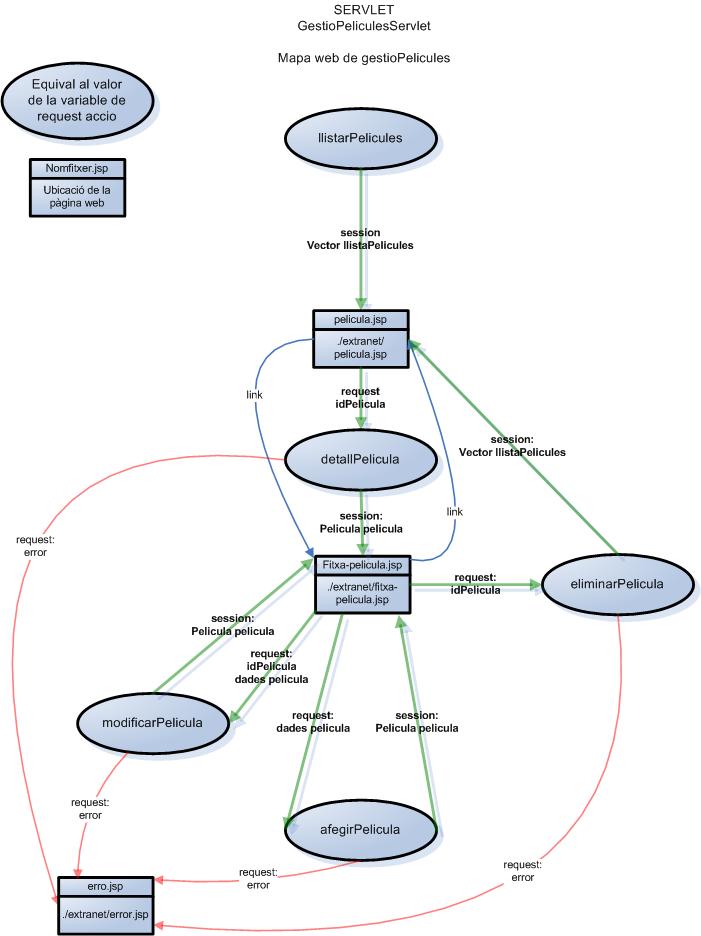 SERVLET
GestioPeliculesServlet
Mapa web de gestioPelicules
Equival al valor
de la variable de
request accio
Nomfitxer.jsp
Ubicació de la
pàgina web
llistarPelicules
session
Vector llistaPelicules
pelicula.jsp
./extranet/
pelicula.jsp
link
request
idPelicula
session:
Vector llistaPelicules
detallPelicula
session:
Pelicula pelicula
link
request:
error
Fitxa-pelicula.jsp
./extranet/fitxa-
pelicula.jsp
request:
idPelicula
eliminarPelicula
session:
Pelicula pelicula
request:
idPelicula
dades pelicula
modificarPelicula
request:
dades pelicula
session:
Pelicula pelicula
request:
error
afegirPelicula
request:
error
request:
error
erro.jsp
./extranet/error.jsp